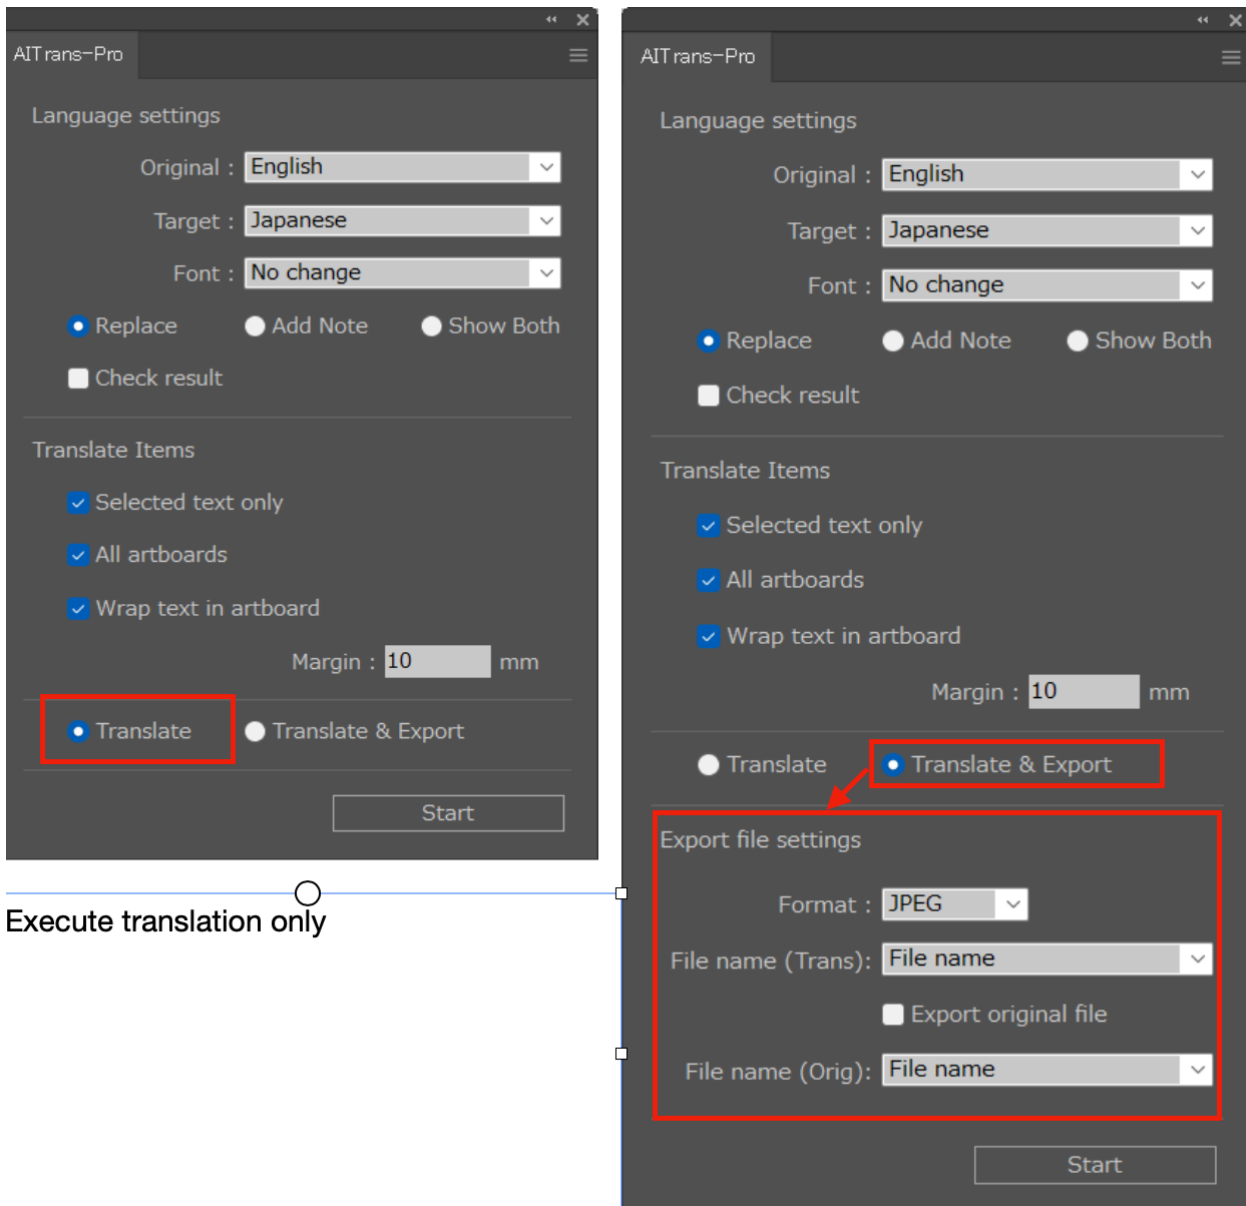 AITrans-Pro
Language settings
Original : English
Target : Japanese
Font : No change
Replace Add Note Show Both
Check result
Translate Items
Selected text only
All artboards
Wrap text in artboard
Margin : 10 mm
Translate Translate & Export
Start
Execute translation only
AITrans-Pro
Language settings
Original : English
Target : Japanese
Font : No change
Replace Add Note Show Both
Check result
Translate Items
Selected text only
All artboards
Wrap text in artboard
Margin : 10 mm
Translate Translate & Export
Export file settings
Format : JPEG
File name (Trans): File name
Export original file
File name (Orig): File name
Start